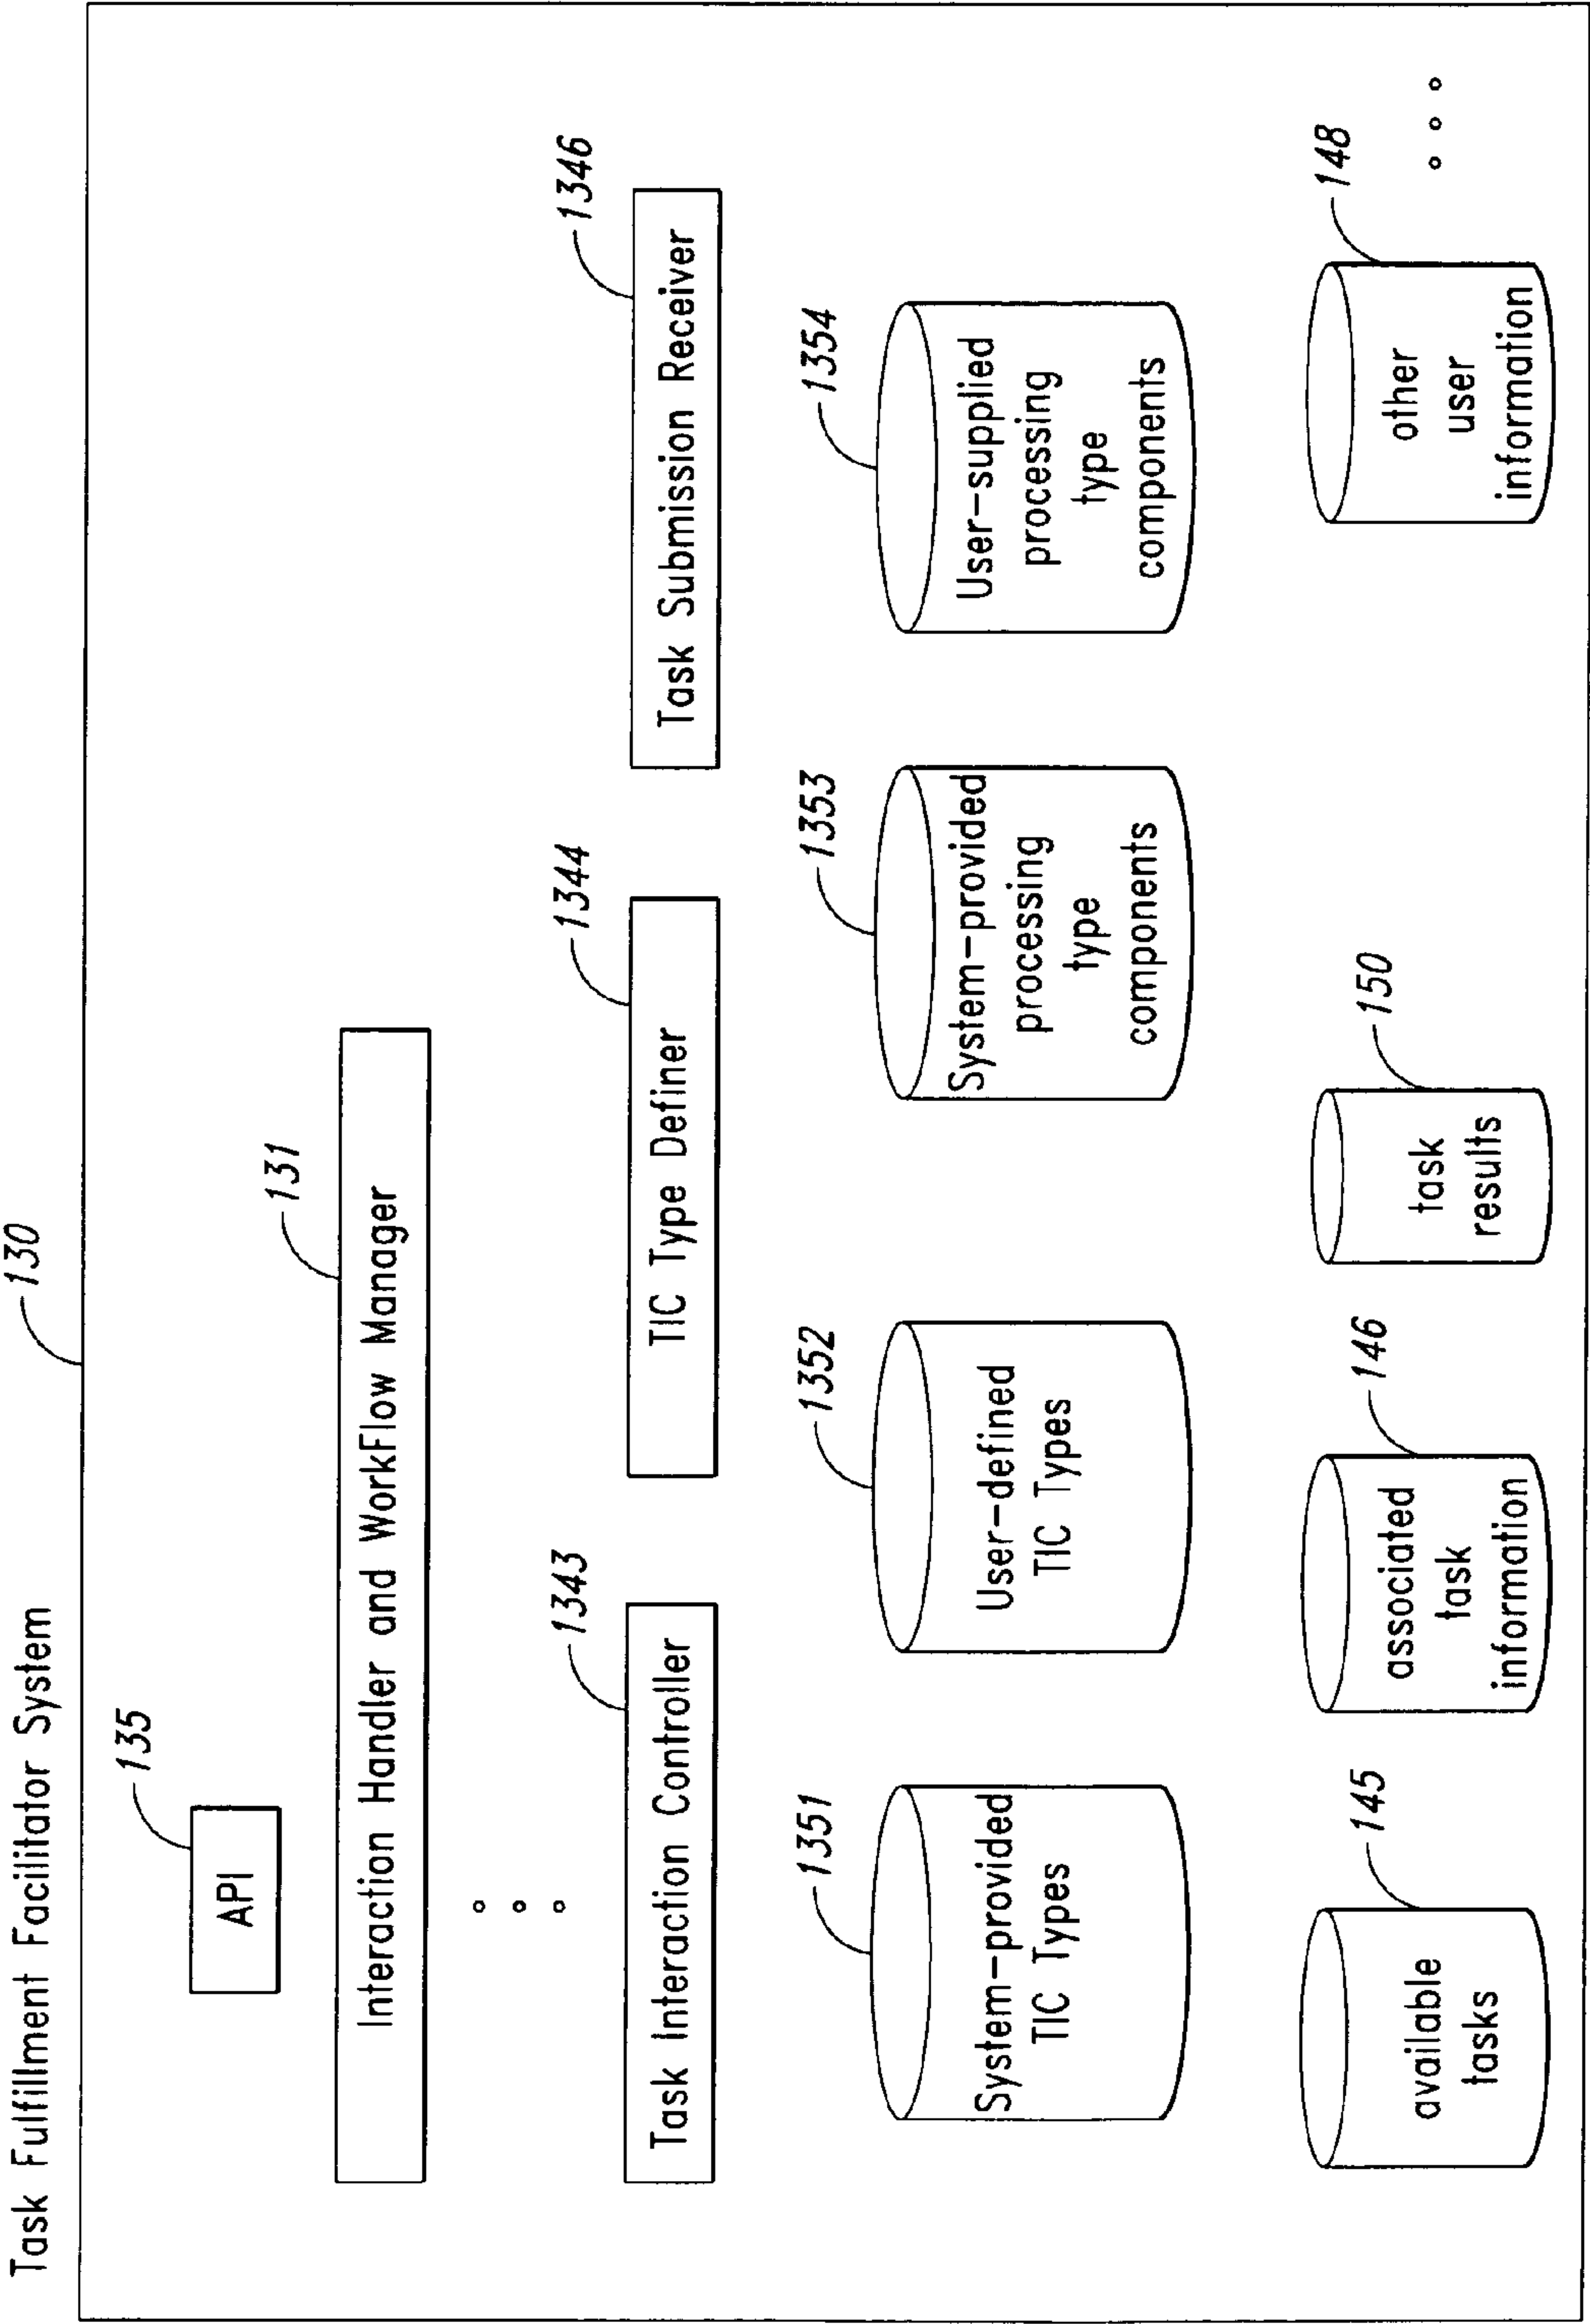 Task Fulfillment Facilitator System
130
135
API
131
Interaction Handler and WorkFlow Manager
1343
Task Interaction Controller
1344
TIC Type Definer
1346
Task Submission Receiver
1351
System-provided
TIC Types
1352
User-defined
TIC Types
1353
System-provided
processing
type
components
1354
User-supplied
processing
type
components
145
available
tasks
146
associated
task
information
150
task
results
148
other
user
information